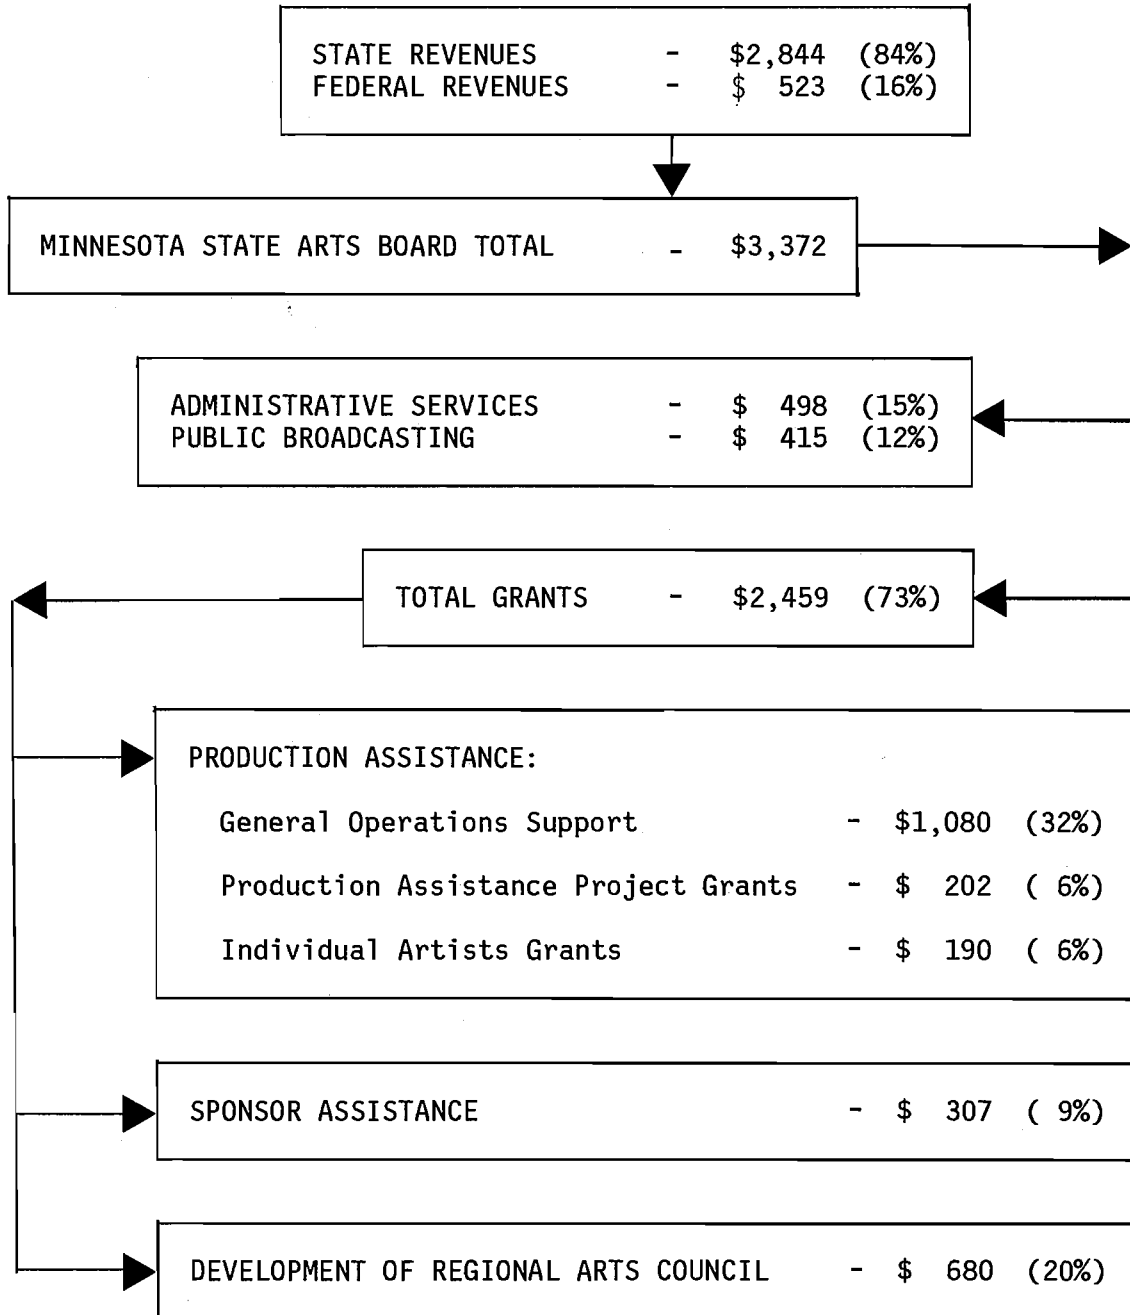 STATE REVENUES - $2,844 (84%)
FEDERAL REVENUES - $ 523 (16%)
MINNESOTA STATE ARTS BOARD TOTAL - $3,372
ADMINISTRATIVE SERVICES - $ 498 (15%)
PUBLIC BROADCASTING - $ 415 (12%)
TOTAL GRANTS - $2,459 (73%)
PRODUCTION ASSISTANCE:
General Operations Support - $1,080 (32%)
Production Assistance Project Grants - $ 202 ( 6%)
Individual Artists Grants - $ 190 ( 6%)
SPONSOR ASSISTANCE - $ 307 ( 9%)
DEVELOPMENT OF REGIONAL ARTS COUNCIL - $ 680 (20%)